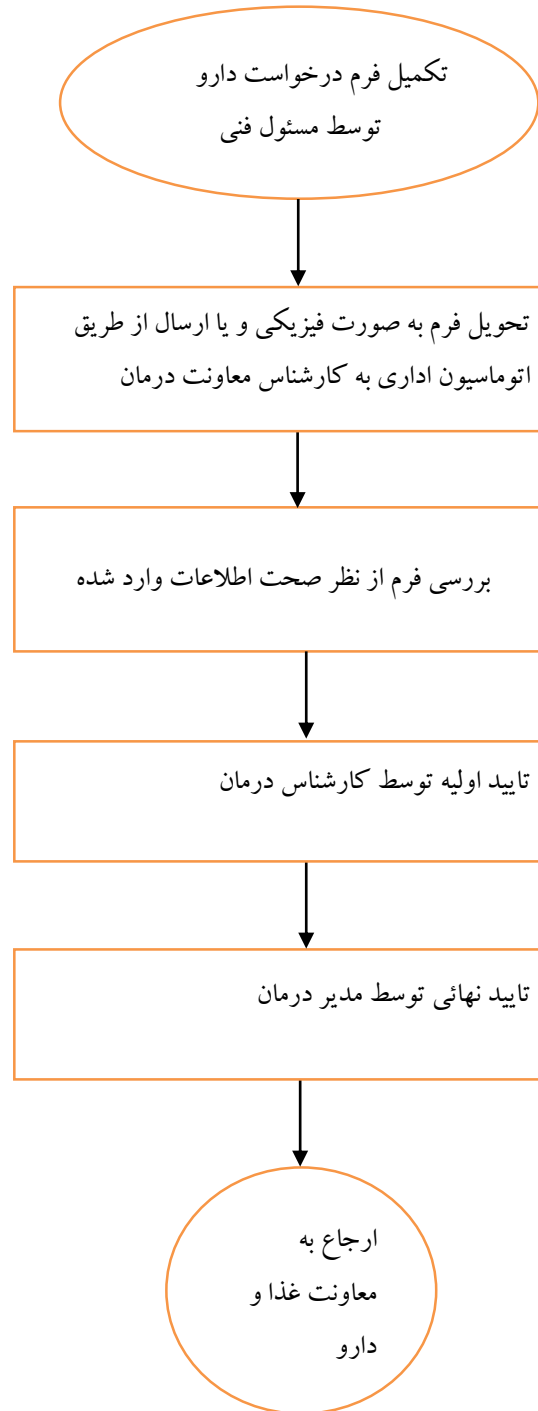 تکمیل فرم درخواست دارو
توسط مسئول فنی
تحویل فرم به صورت فیزیکی و یا ارسال از طریق
اتوماسیون اداری به کارشناس معاونت درمان
بررسی فرم از نظر صحت اطلاعات وارد شده
تایید اولیه توسط کارشناس درمان
تایید نهائی توسط مدیر درمان
ارجاع به
معاونت غذا و
دارو